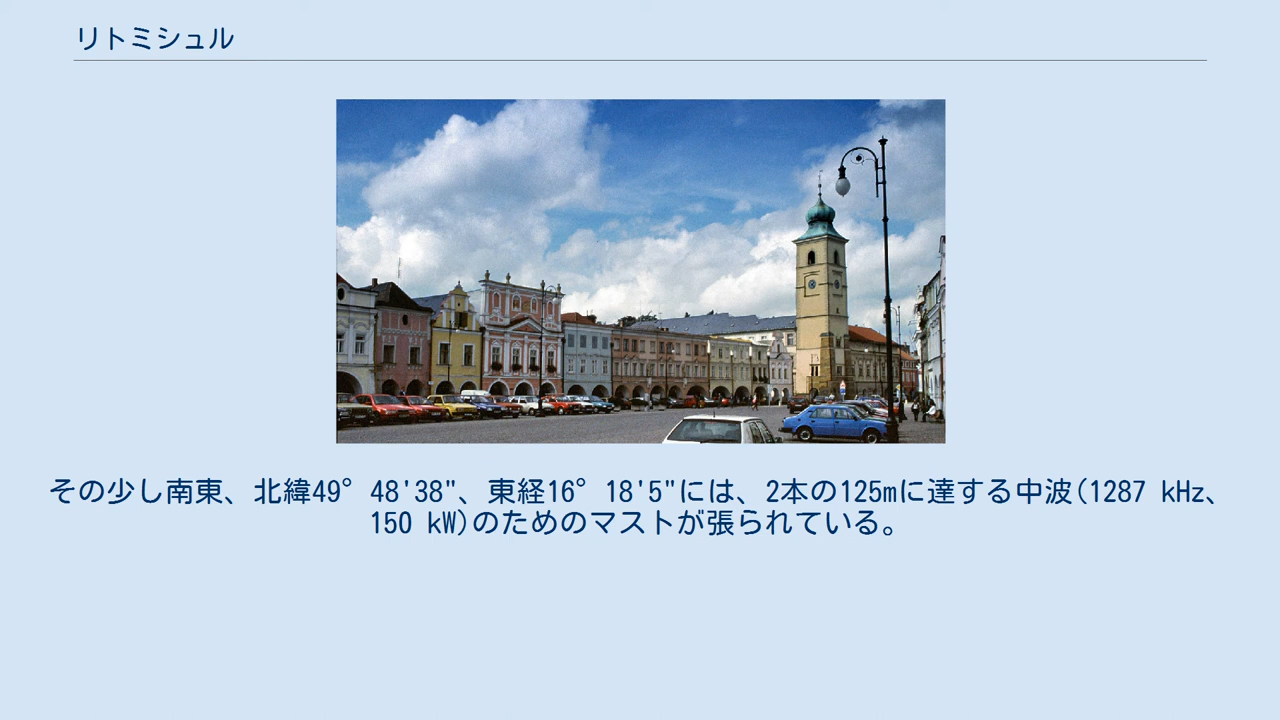 リトミシュル
その少し南東、北緯49°48'38"、東経16°18'5"には、2本の125mに達する中波(1287 kHz、
150 kW)のためのマストが張られている。